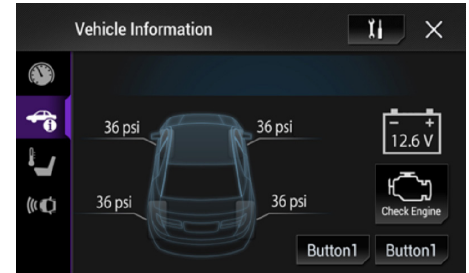 Vehicle Information
36 psi
36 psi
- +
12.6 V
36 psi
36 psi
Check Engine
Button1
Button1